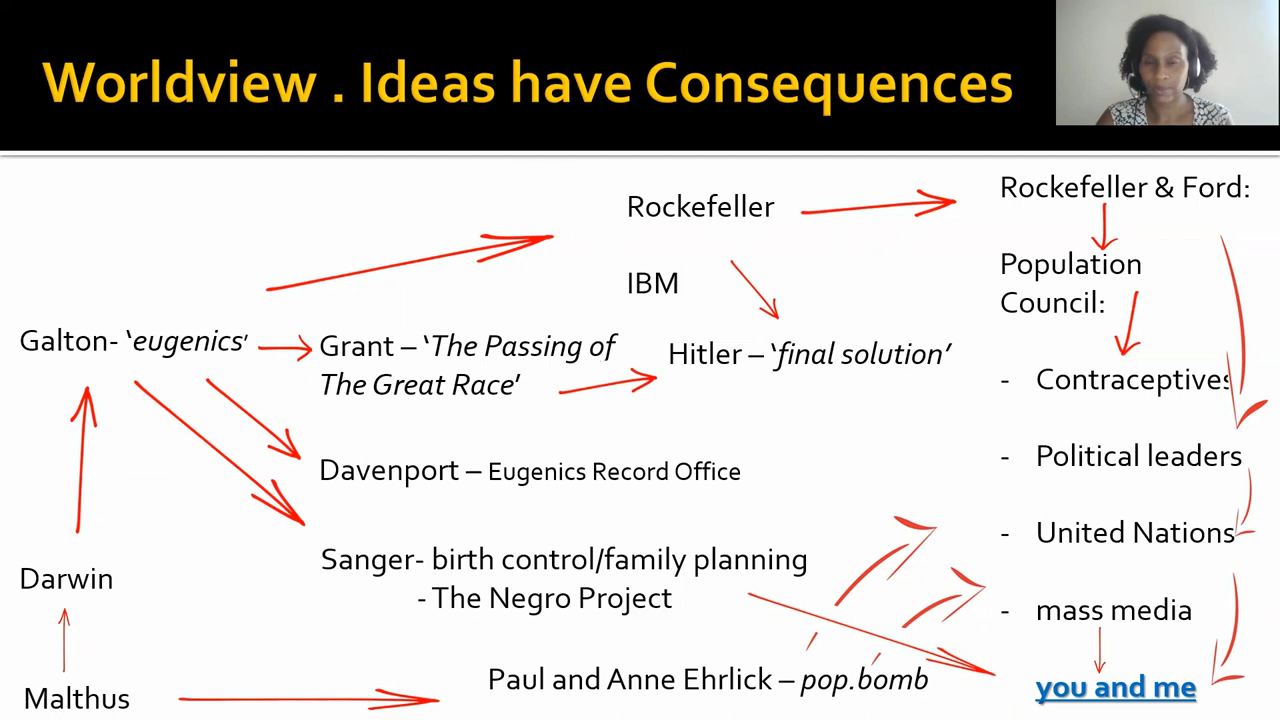 Worldview . Ideas have Consequences
Rockefeller
Rockefeller & Ford:
IBM
Population
Council:
Galton- ‘eugenics’
Grant – ‘The Passing of
The Great Race’
Hitler – ‘final solution’
- Contraceptives
Davenport – Eugenics Record Office
- Political leaders
Sanger- birth control/family planning
- The Negro Project
- United Nations
Darwin
- mass media
Malthus
Paul and Anne Ehrlick – pop.bomb
you and me